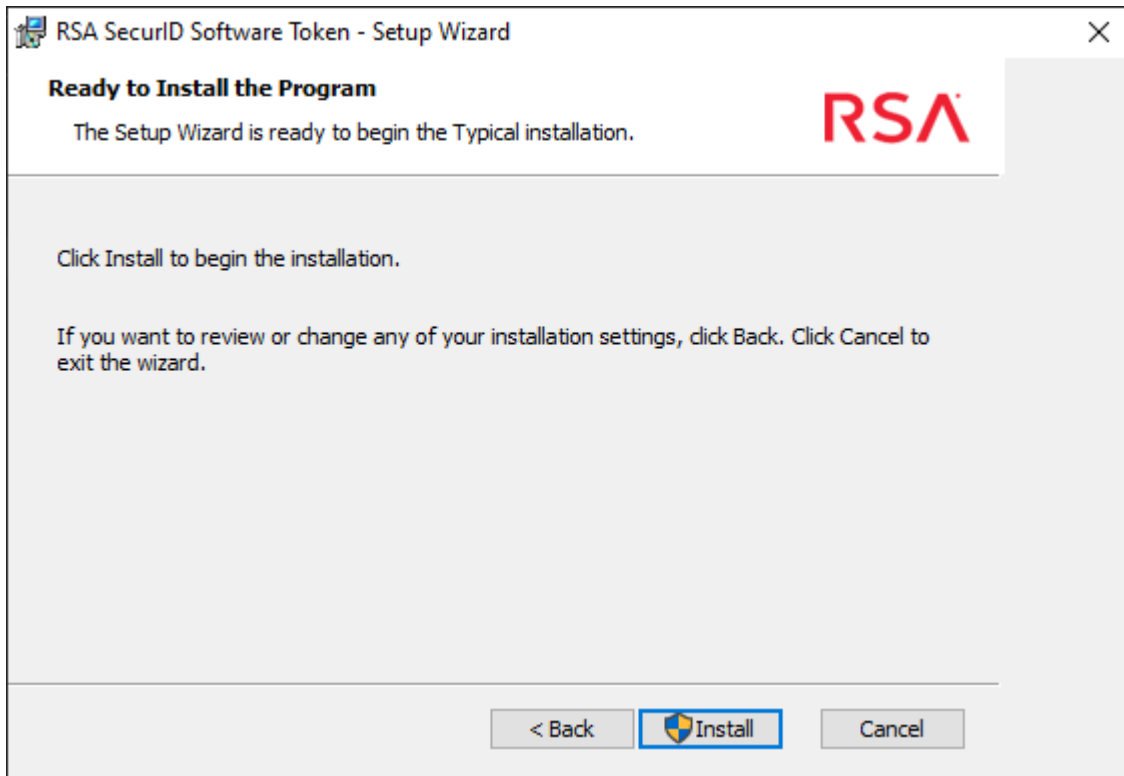 RSA SecurID Software Token - Setup Wizard
Ready to Install the Program
The Setup Wizard is ready to begin the Typical installation.
RSA
Click Install to begin the installation.
If you want to review or change any of your installation settings, click Back. Click Cancel to
exit the wizard.
< Back
Install
Cancel